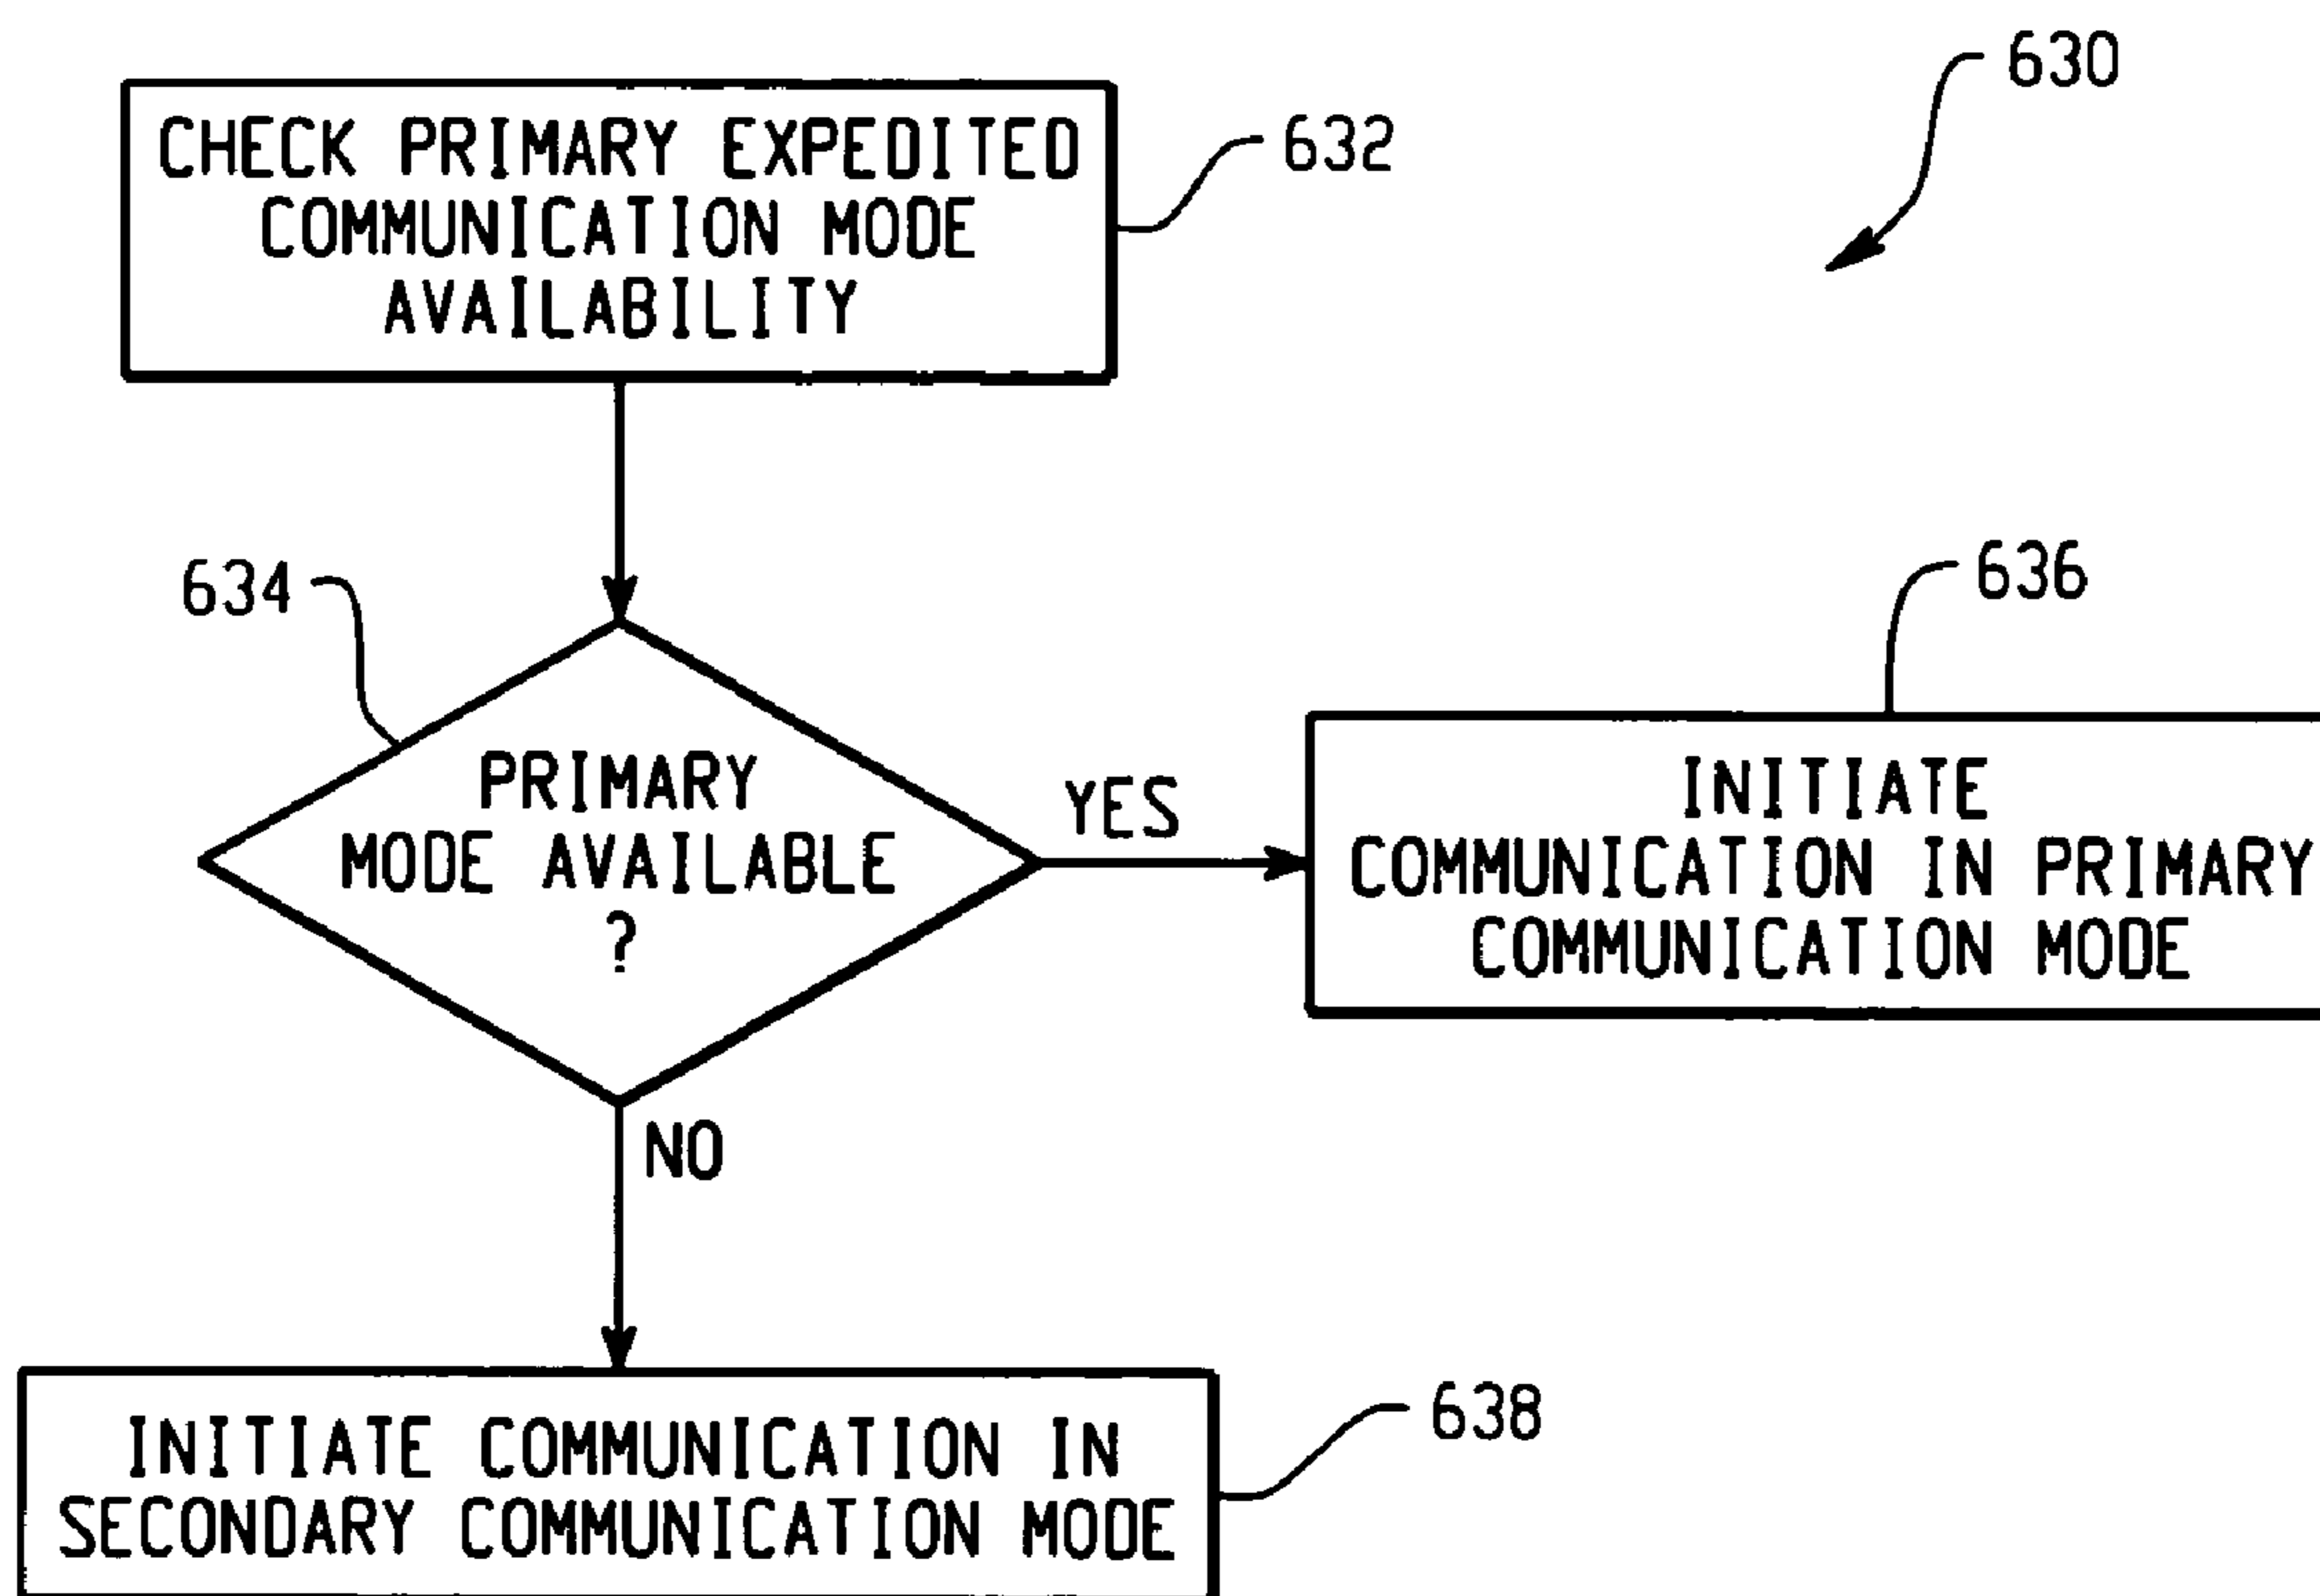 630
CHECK PRIMARY EXPEDITED
COMMUNICATION MODE
AVAILABILITY
632
634
PRIMARY
MODE AVAILABLE
?
YES
636
INITIATE
COMMUNICATION IN PRIMARY
COMMUNICATION MODE
NO
INITIATE COMMUNICATION IN
SECONDARY COMMUNICATION MODE
638